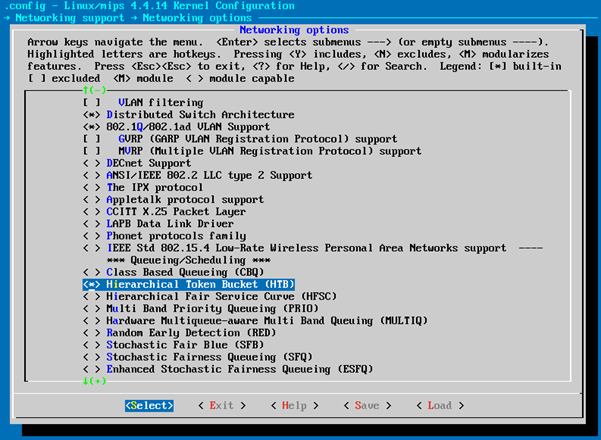 .config - Linux/mips 4.4.14 Kernel Configuration
→ Networking support → Networking options
Networking options
Arrow keys navigate the menu. <Enter> selects submenus ---> (or empty submenus ----).
Highlighted letters are hotkeys. Pressing <Y> includes, <N> excludes, <M> modularizes
features. Press <Esc><Esc> to exit, <?> for Help, </> for Search. Legend: [*] built-in
[ ] excluded <M> module < > module capable
↑(-)
[ ] VLAN filtering
<*> Distributed Switch Architecture
<*> 802.1Q/802.1ad VLAN Support
[ ] GVRP (GARP VLAN Registration Protocol) support
[ ] MVRP (Multiple VLAN Registration Protocol) support
< > DECnet Support
< > ANSI/IEEE 802.2 LLC type 2 Support
< > The IPX protocol
< > Appletalk protocol support
< > CCITT X.25 Packet Layer
< > LAPB Data Link Driver
< > Phonet protocols family
< > IEEE Std 802.15.4 Low-Rate Wireless Personal Area Networks support ----
*** Queueing/Scheduling ***
< > Class Based Queueing (CBQ)
<*> Hierarchical Token Bucket (HTB)
< > Hierarchical Fair Service Curve (HFSC)
< > Multi Band Priority Queueing (PRIO)
< > Hardware Multiqueue-aware Multi Band Queuing (MULTIQ)
< > Random Early Detection (RED)
< > Stochastic Fair Blue (SFB)
< > Stochastic Fairness Queueing (SFQ)
< > Enhanced Stochastic Fairness Queueing (ESFQ)
↓(+)
<Select> < Exit > < Help > < Save > < Load >